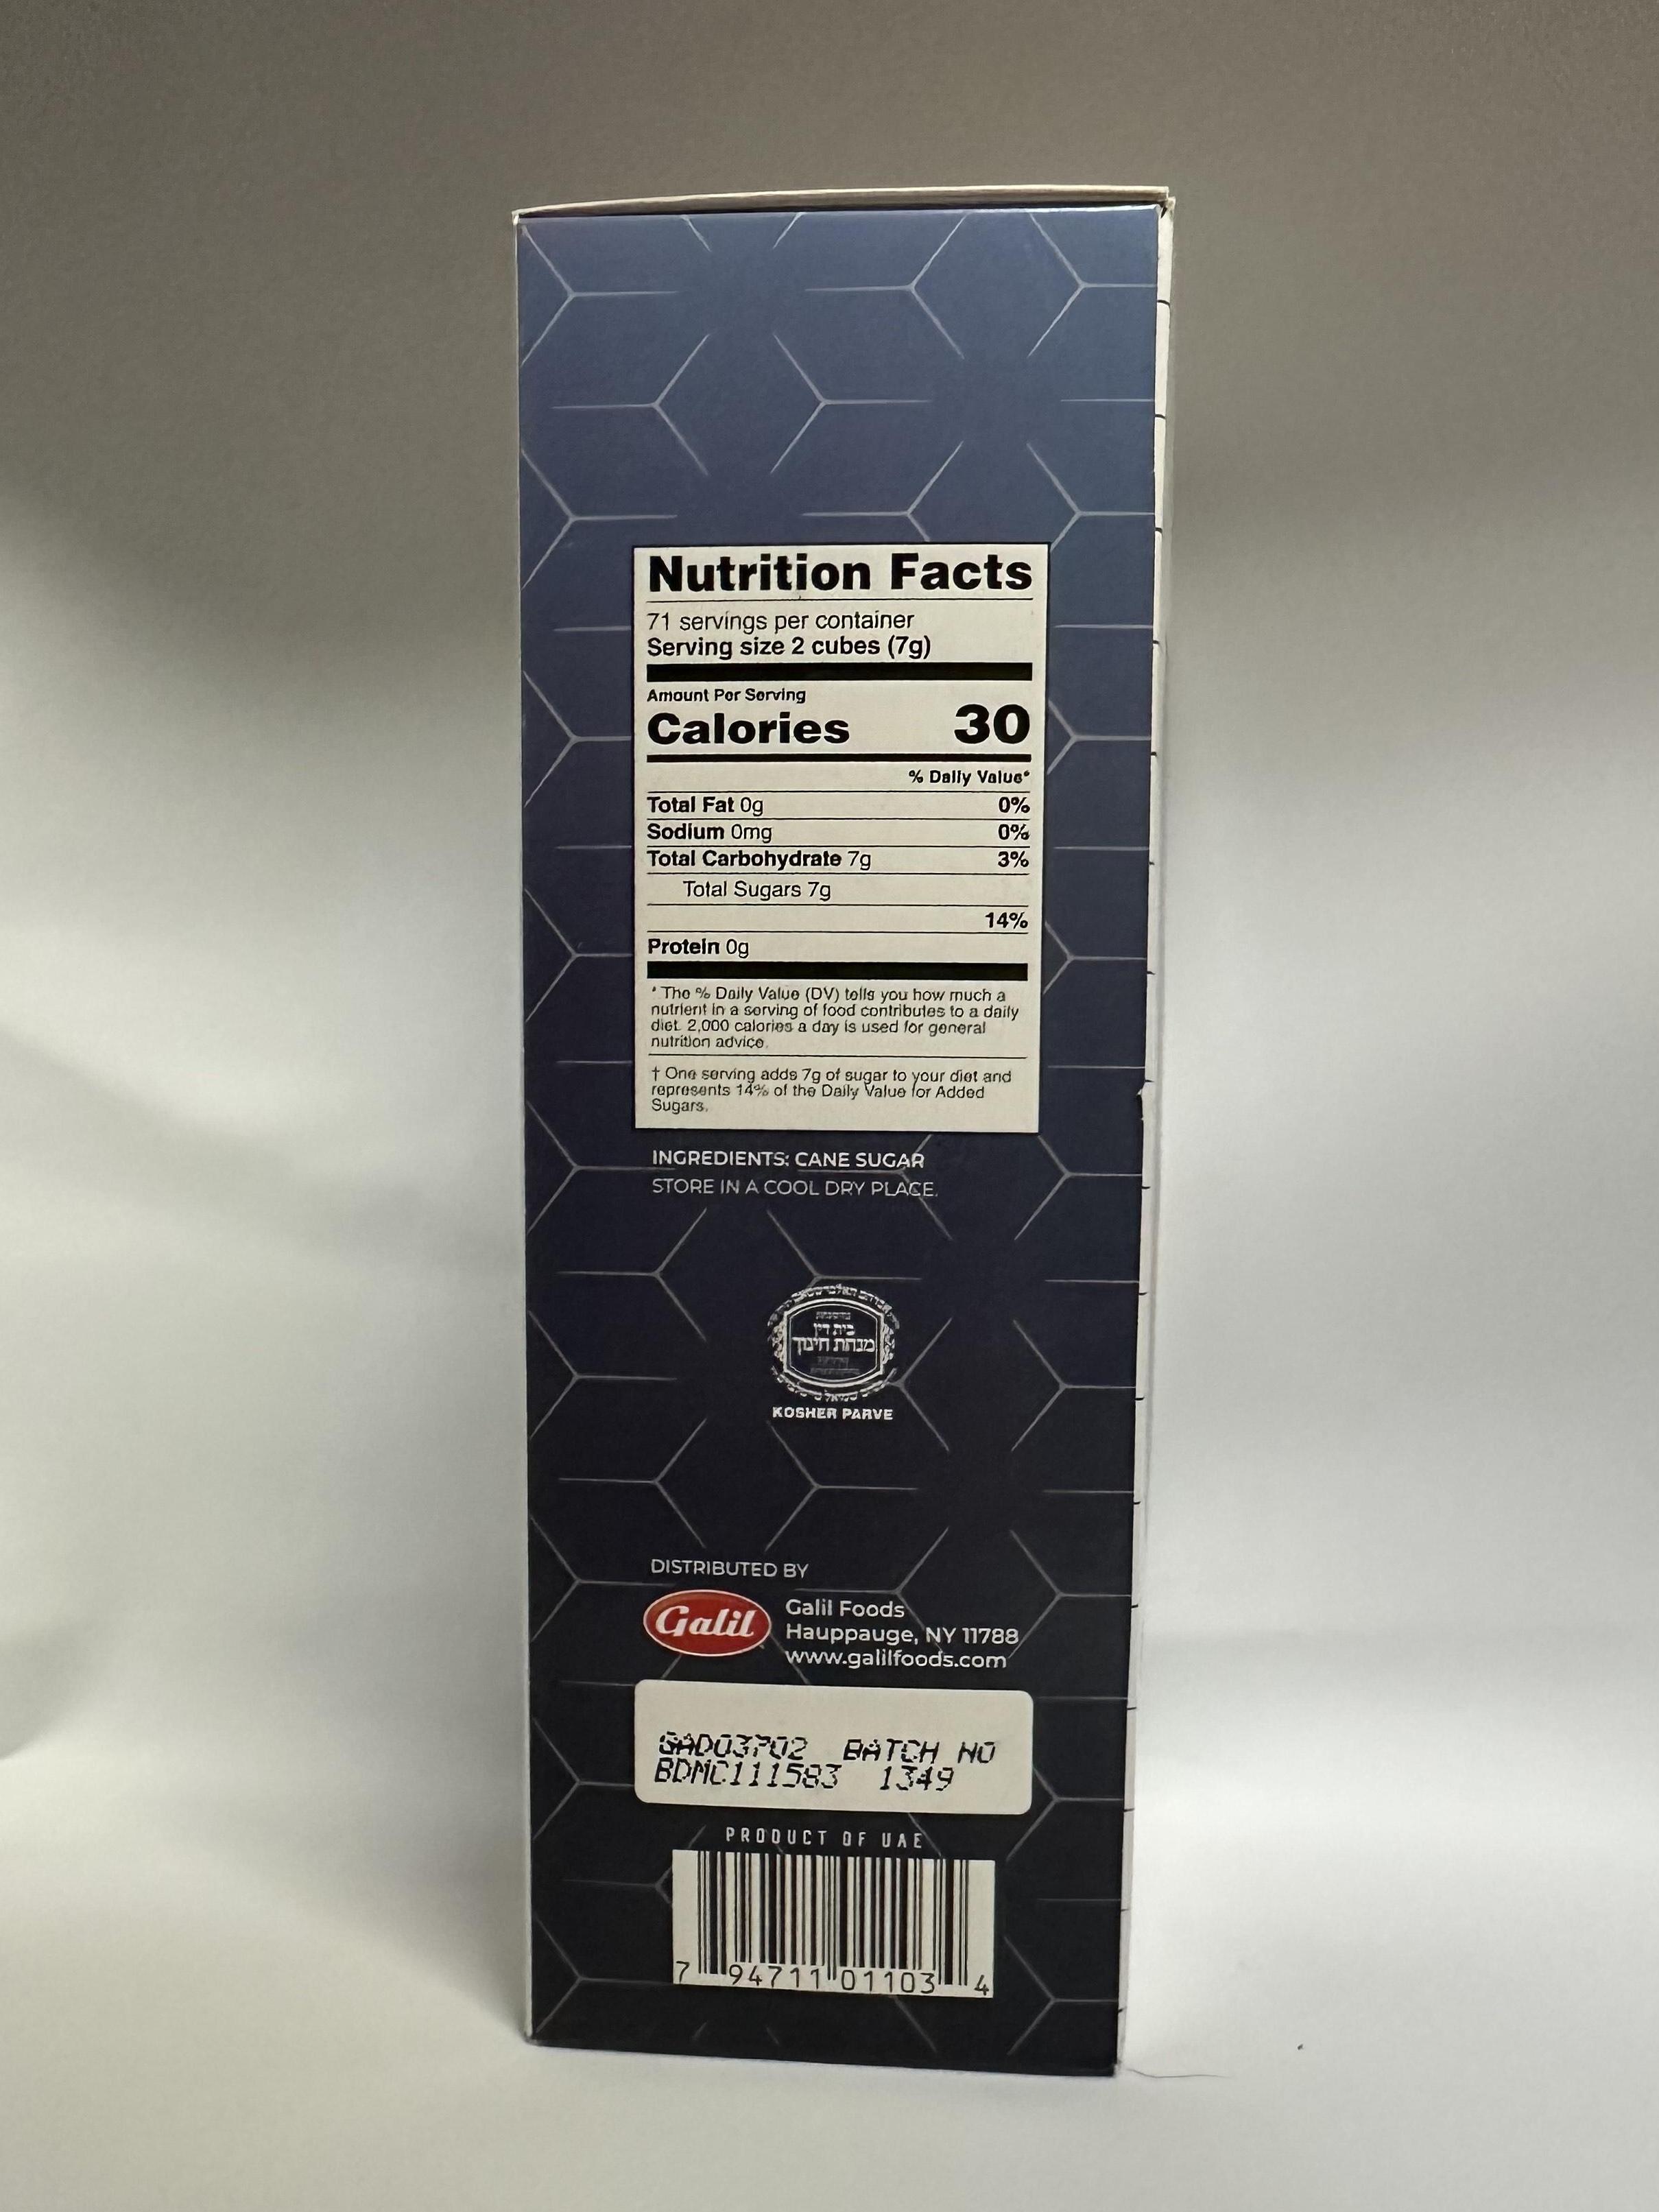 Nutrition Facts
71 servings per container
Serving size 2 cubes (7g)
Amount Per Serving
Calories 30
% Daily Value*
Total Fat 0g 0%
Sodium 0mg 0%
Total Carbohydrate 7g 3%
Total Sugars 7g
14%
Protein 0g
* The % Daily Value (DV) tells you how much a
nutrient in a serving of food contributes to a daily
diet. 2,000 calories a day is used for general
nutrition advice.
† One serving adds 7g of sugar to your diet and
represents 14% of the Daily Value for Added
Sugars.
INGREDIENTS: CANE SUGAR
STORE IN A COOL DRY PLACE.
בית דין
מנחת חינוך
KOSHER PARVE
DISTRIBUTED BY
Galil
Galil Foods
Hauppauge, NY 11788
www.galilfoods.com
GAD03702 BATCH NO
BDMC111583 1349
PRODUCT OF UAE
7 94711 01103 4